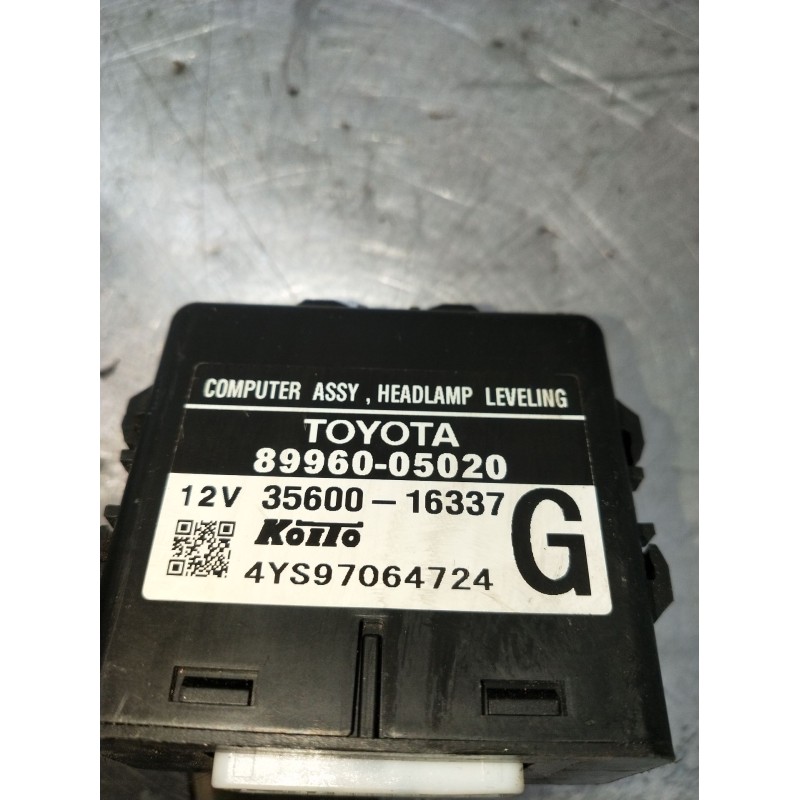 COMPUTER ASSY , HEADLAMP LEVELING
TOYOTA
89960-05020
12V 35600-16337
KOITO
4YS97064724
G